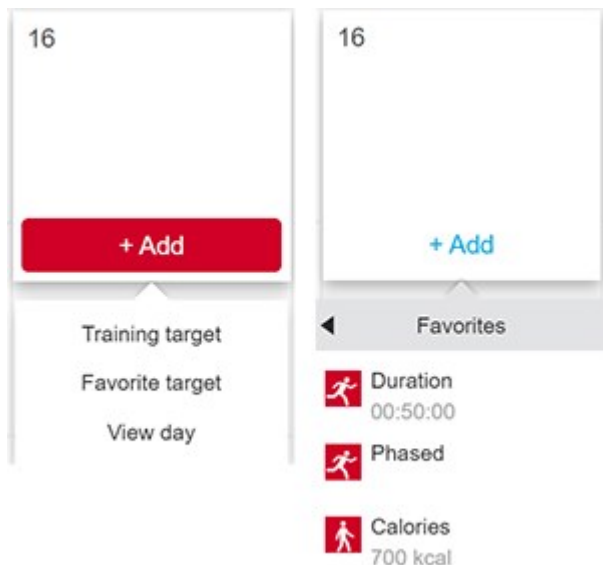 16
+ Add
Training target
Favorite target
View day
16
+ Add
Favorites
Duration
00:50:00
Phased
Calories
700 kcal